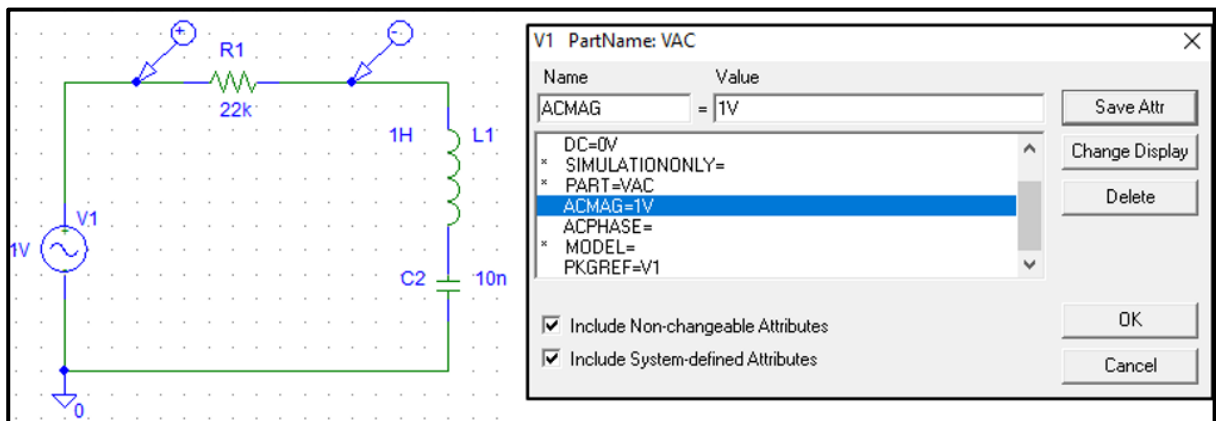 R1
22k
1H L1
V1
1V
C2 10n
0
V1 PartName: VAC
Name Value
ACMAG = 1V
Save Attr
Change Display
Delete
DC=0V
* SIMULATIONONLY=
* PART=VAC
ACMAG=1V
ACPHASE=
* MODEL=
PKGREF=V1
Include Non-changeable Attributes
Include System-defined Attributes
OK
Cancel